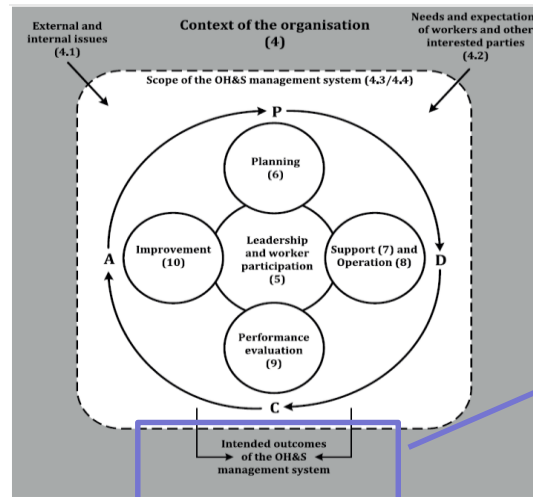 External and
internal issues
(4.1)
Context of the organisation
(4)
Needs and expectation
of workers and other
interested parties
(4.2)
Scope of the OH&S management system (4.3/4.4)
P
Planning
(6)
A
Improvement
(10)
Leadership
and worker
participation
(5)
Support (7) and
Operation (8)
D
Performance
evaluation
(9)
C
Intended outcomes
of the OH&S
management system